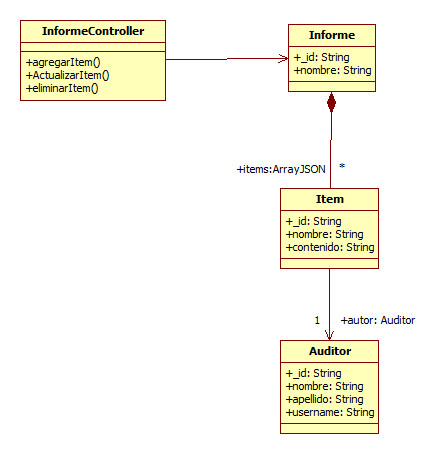 InformeController
+agregarItem()
+ActualizarItem()
+eliminarItem()
Informe
+_id: String
+nombre: String
+items:ArrayJSON
*
Item
+_id: String
+nombre: String
+contenido: String
1
+autor: Auditor
Auditor
+_id: String
+nombre: String
+apellido: String
+username: String